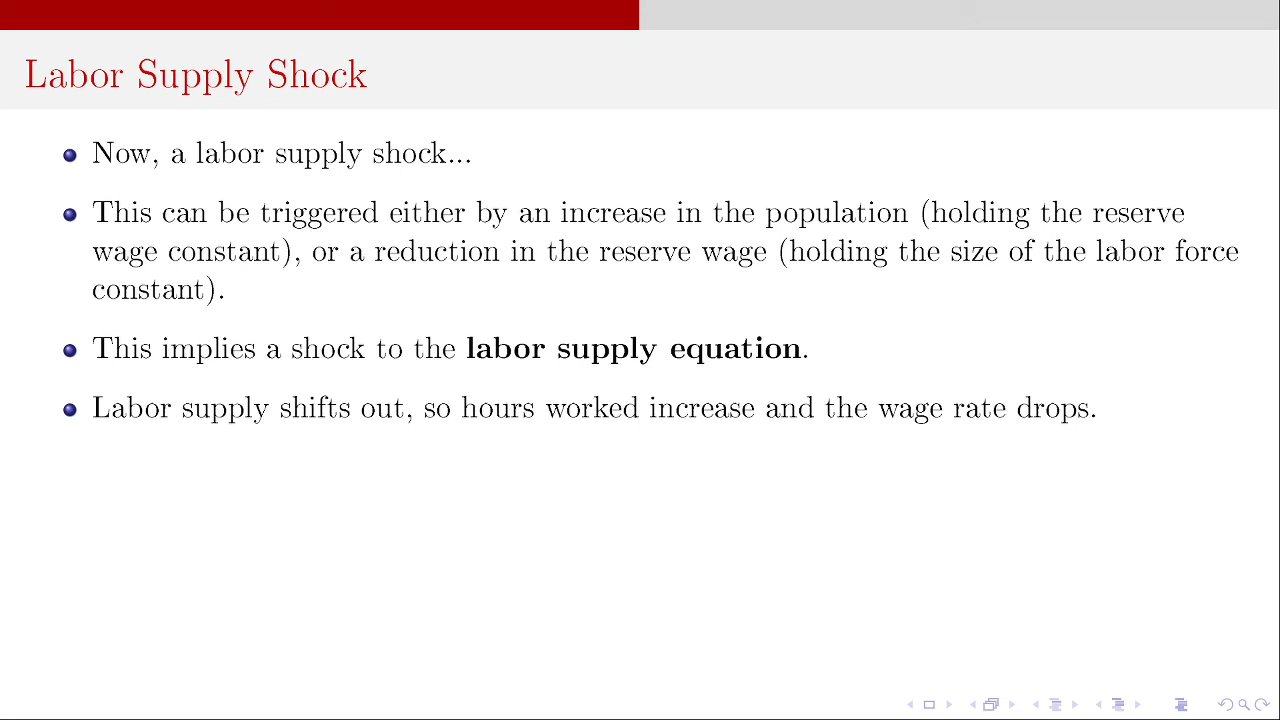 Labor Supply Shock
Now, a labor supply shock...
This can be triggered either by an increase in the population (holding the reserve
wage constant), or a reduction in the reserve wage (holding the size of the labor force
constant).
This implies a shock to the labor supply equation.
Labor supply shifts out, so hours worked increase and the wage rate drops.